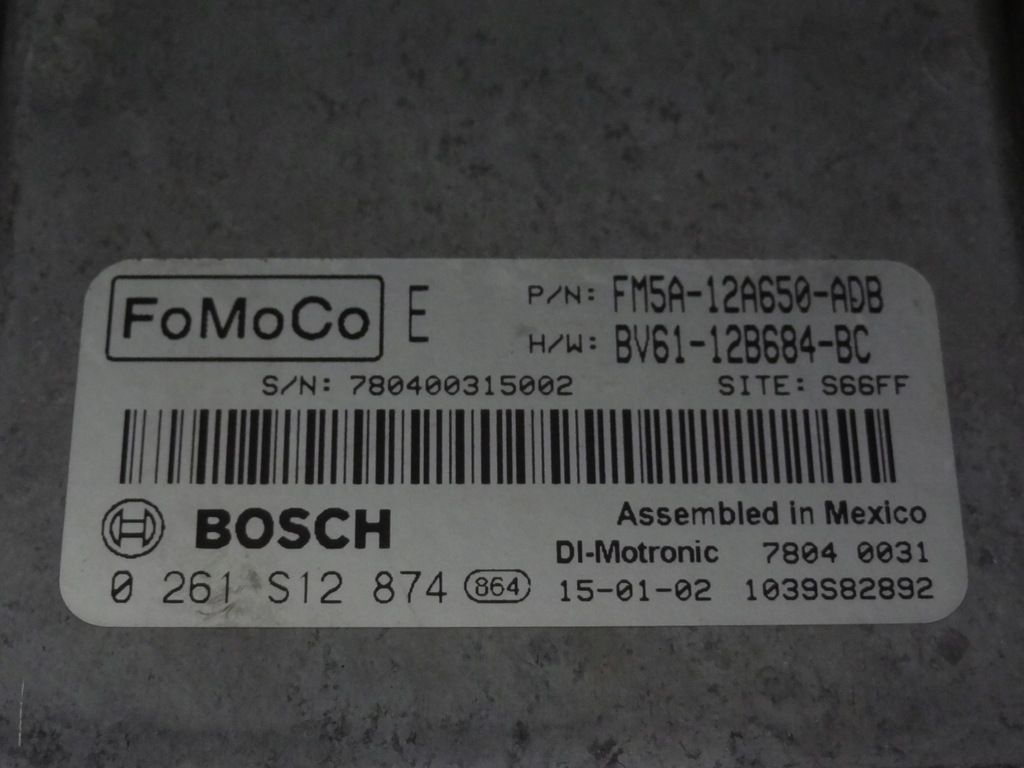 FoMoCo E P/N: FM5A-12A650-ADB
H/W: BV61-12B684-BC
S/N: 780400315002 SITE: S66FF
BOSCH Assembled in Mexico
DI-Motronic 7804 0031
0 261 S12 874 864 15-01-02 1039S82892